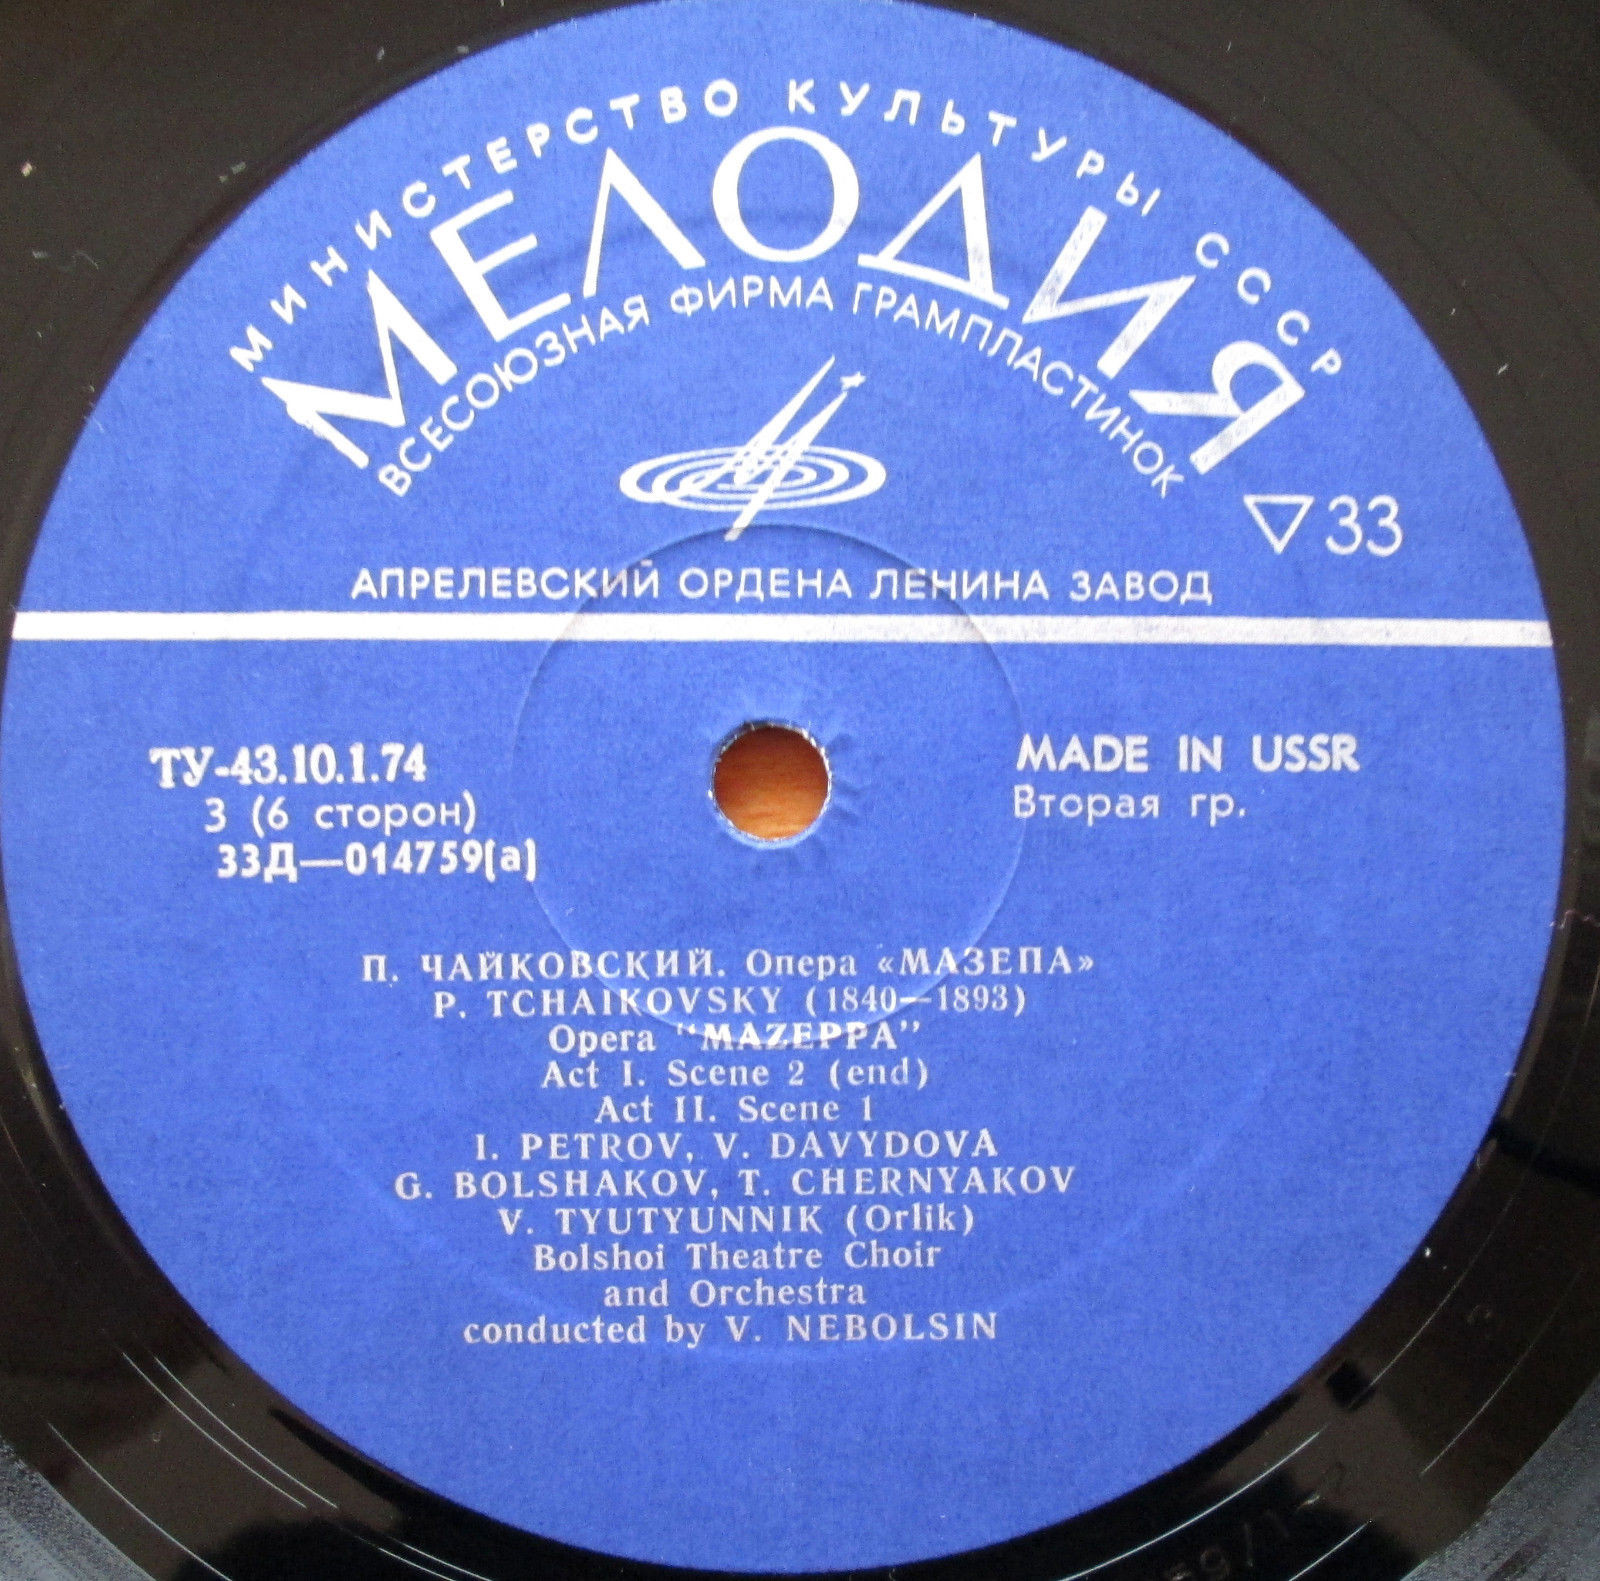 МИНИСТЕРСТВО КУЛЬТУРЫ СССР
МЕЛОДИЯ
ВСЕСОЮЗНАЯ ФИРМА ГРАМПЛАСТИНОК
▽33
АПРЕЛЕВСКИЙ ОРДЕНА ЛЕНИНА ЗАВОД
ТУ-43.10.1.74
3 (6 сторон)
33Д—014759(а)
MADE IN USSR
Вторая гр.
П. ЧАЙКОВСКИЙ. Опера «МАЗЕПА»
P. TCHAIKOVSKY (1840—1893)
Opera "MAZEPPA"
Act I. Scene 2 (end)
Act II. Scene 1
I. PETROV, V. DAVYDOVA
G. BOLSHAKOV, T. CHERNYAKOV
V. TYUTYUNNIK (Orlik)
Bolshoi Theatre Choir
and Orchestra
conducted by V. NEBOLSIN